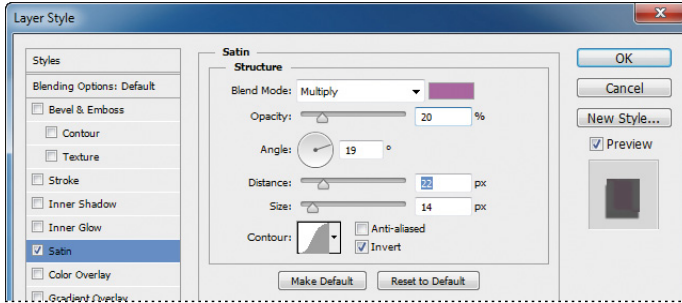 Layer Style
Styles
Blending Options: Default
Bevel & Emboss
Contour
Texture
Stroke
Inner Shadow
Inner Glow
Satin
Color Overlay
Gradient Overlay
Satin
Structure
Blend Mode: Multiply
Opacity: 20 %
Angle: 19 °
Distance: 22 px
Size: 14 px
Contour: Anti-aliased
Invert
Make Default Reset to Default
OK
Cancel
New Style...
Preview